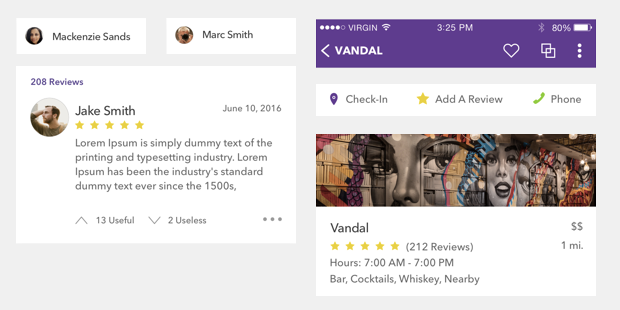 Mackenzie Sands
Marc Smith
208 Reviews
Jake Smith
June 10, 2016
Lorem Ipsum is simply dummy text of the
printing and typesetting industry. Lorem
Ipsum has been the industry's standard
dummy text ever since the 1500s,
13 Useful
2 Useless
VIRGIN
3:25 PM
80%
VANDAL
Check-In
Add A Review
Phone
Vandal
$$
(212 Reviews)
1 mi.
Hours: 7:00 AM - 7:00 PM
Bar, Cocktails, Whiskey, Nearby